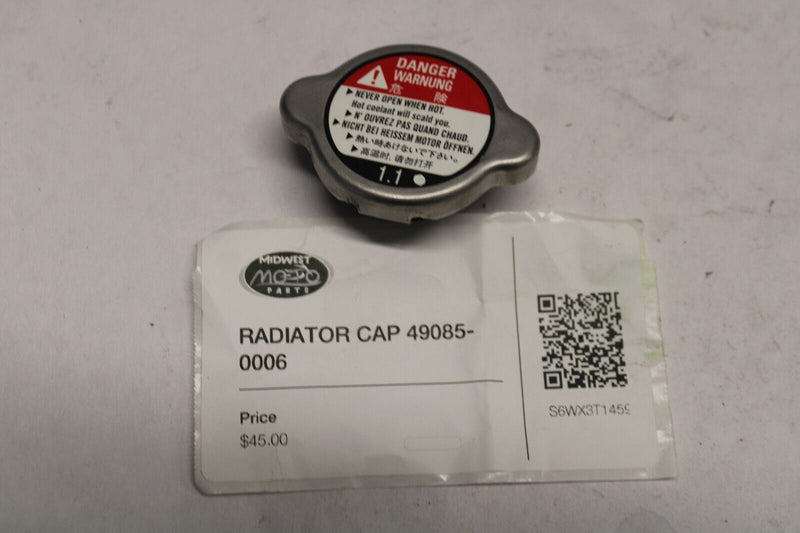 DANGER
WARNUNG
危 険
NEVER OPEN WHEN HOT.
Hot coolant will scald you.
N' OUVREZ PAS QUAND CHAUD.
NICHT BEI HEISSEM MOTOR ÖFFNEN.
熱い時あけないで下さい。
高温时, 请勿打开
1.1
MIDWEST
MOTO
PARTS
RADIATOR CAP 49085-
0006
Price
$45.00
S6WX3T1459